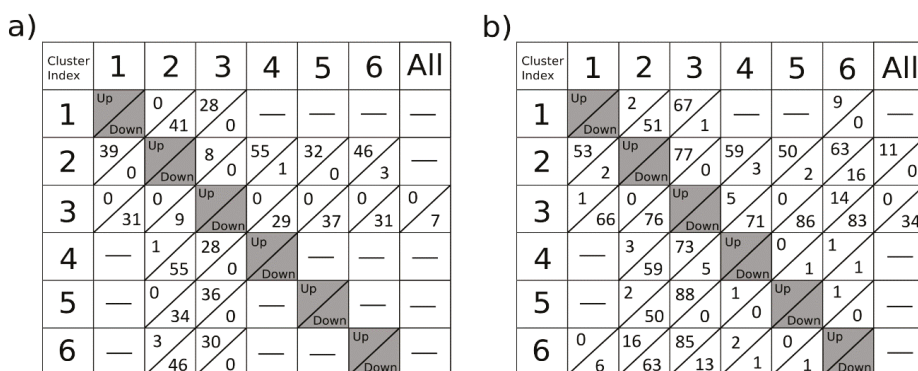 a)
Cluster Index 1 2 3 4 5 6 All
1 Up Down 0 41 28 0 — — — —
2 39 0 Up Down 8 0 55 1 32 0 46 3 —
3 0 31 0 9 Up Down 0 29 0 37 0 31 0 7
4 — 1 55 28 0 Up Down — — —
5 — 0 34 36 0 — Up Down — —
6 — 3 46 30 0 — — Up Down —
b)
Cluster Index 1 2 3 4 5 6 All
1 Up Down 2 51 67 1 — — 9 0 —
2 53 2 Up Down 77 0 59 3 50 2 63 16 11 0
3 1 66 0 76 Up Down 5 71 0 86 14 83 0 34
4 — 3 59 73 5 Up Down 0 1 1 1 —
5 — 2 50 88 0 1 0 Up Down 1 0 —
6 0 6 16 63 85 13 2 1 0 1 Up Down —